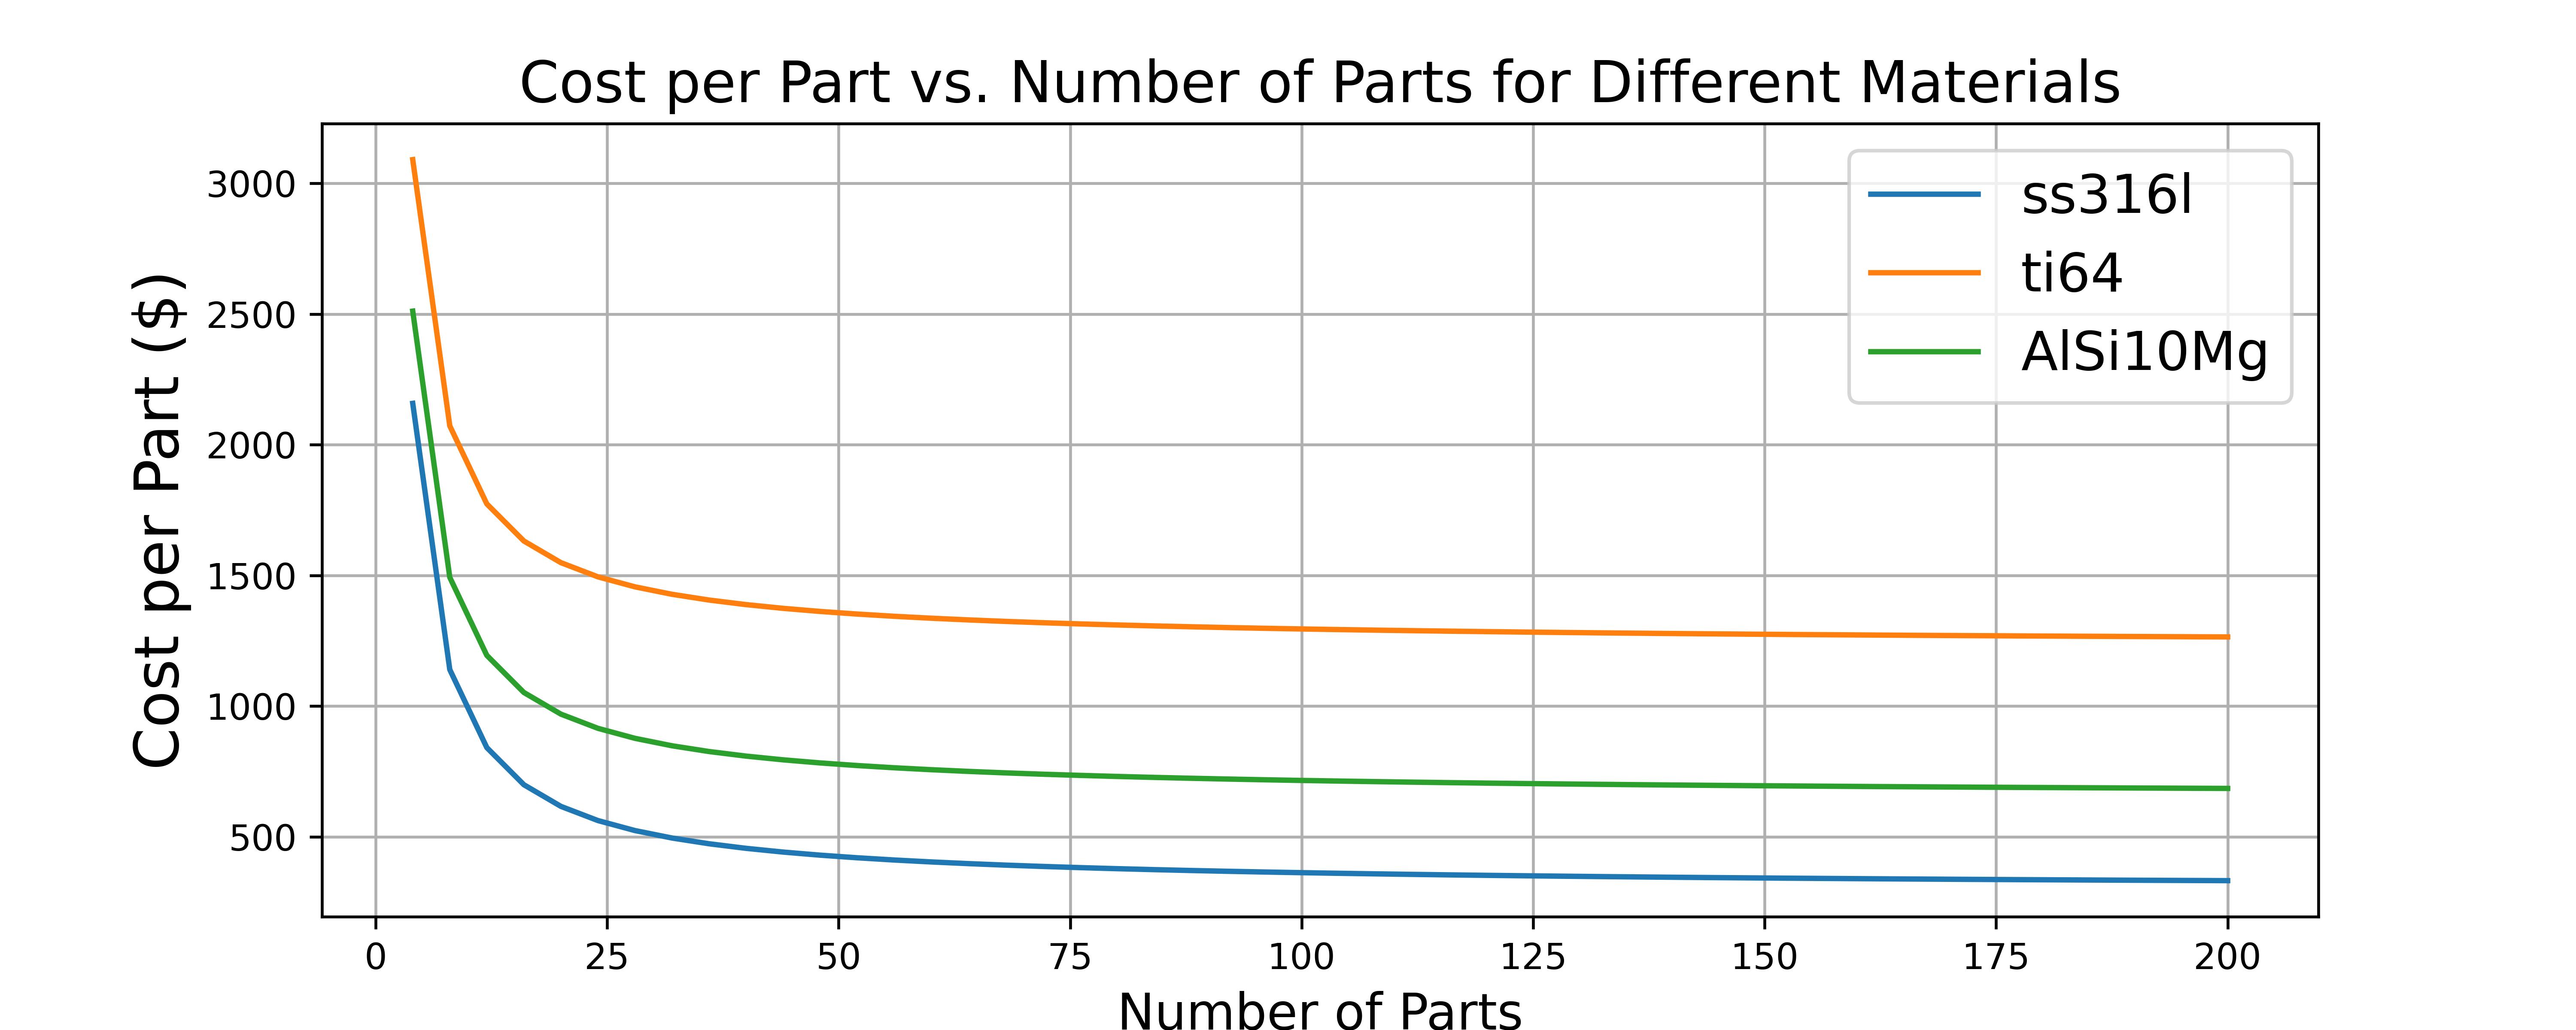 Cost per Part vs. Number of Parts for Different Materials
Cost per Part ($)
3000
2500
2000
1500
1000
500
ss316l
ti64
AlSi10Mg
0 25 50 75 100 125 150 175 200
Number of Parts